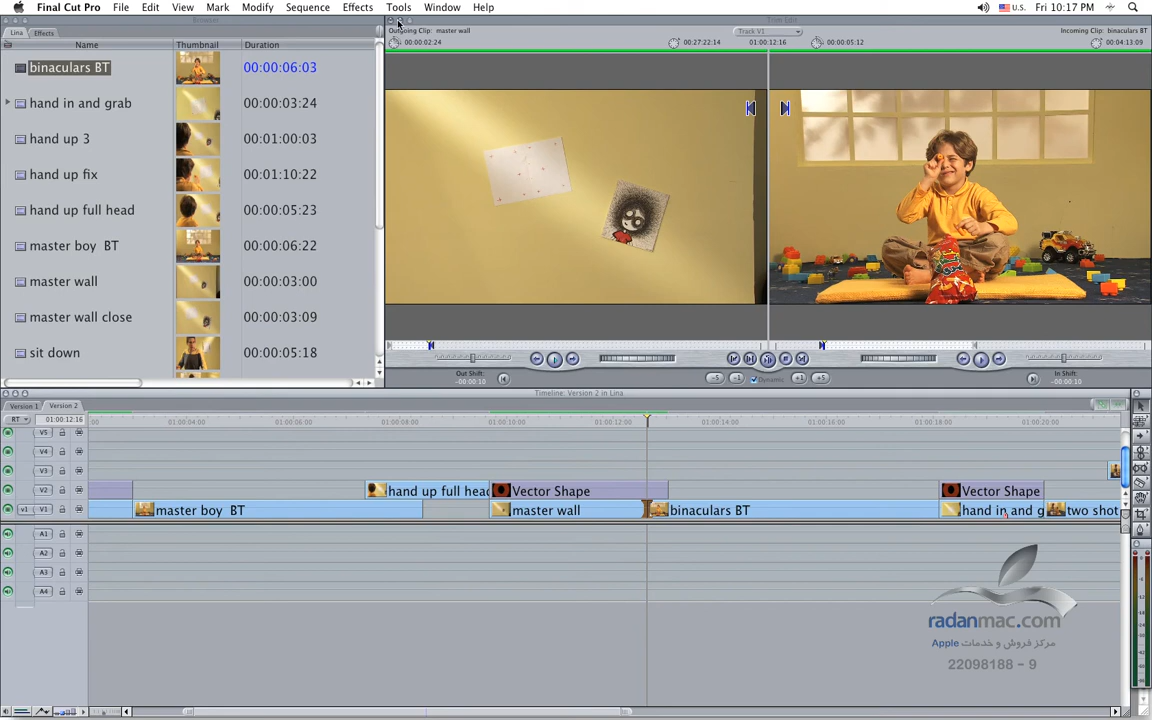 Final Cut Pro File Edit View Mark Modify Sequence Effects Tools Window Help U.S. Fri 10:17 PM
Browser
Trim Edit
Lina Effects
Outgoing Clip: master wall Track V1 Incoming Clip: binaculars BT
00:00:02:24 00:27:22:14 01:00:12:16 00:00:05:12 00:04:13:09
Name Thumbnail Duration
binaculars BT 00:00:06:03
hand in and grab 00:00:03:24
hand up 3 00:01:00:03
hand up fix 00:01:10:22
hand up full head 00:00:05:23
master boy BT 00:00:06:22
master wall 00:00:03:00
master wall close 00:00:03:09
sit down 00:00:05:18
Out Shift: -00:00:10
-5 -1 Dynamic +1 +5
In Shift: -00:00:10
Timeline: Version 2 in Lina
Version 1 Version 2
RT 01:00:12:16 00 01:00:04:00 01:00:06:00 01:00:08:00 01:00:10:00 01:00:12:00 01:00:14:00 01:00:16:00 01:00:18:00 01:00:20:00
V5
V4
V3
V2 hand up full head Vector Shape Vector Shape
v1 V1 master boy BT master wall binaculars BT hand in and g two shot
A1
A2
A3
A4
radanmac.com
مرکز فروش و خدمات Apple
22098188 - 9